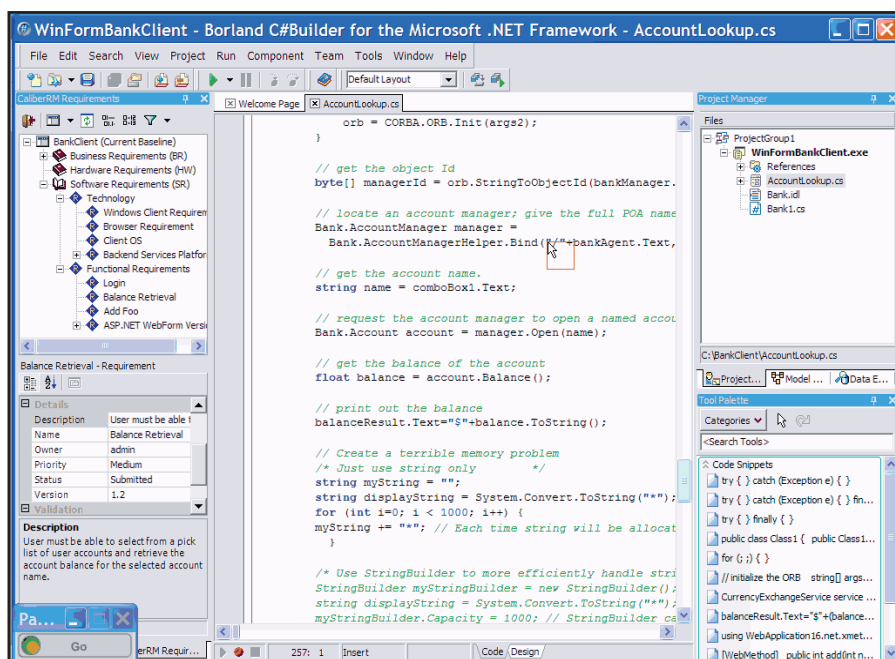 WinFormBankClient - Borland C#Builder for the Microsoft .NET Framework - AccountLookup.cs
File Edit Search View Project Run Component Team Tools Window Help
Default Layout
CaliberRM Requirements
BankClient (Current Baseline)
Business Requirements (BR)
Hardware Requirements (HW)
Software Requirements (SR)
Technology
Windows Client Requirem
Browser Requirement
Client OS
Backend Services Platfor
Functional Requirements
Login
Balance Retrieval
Add Foo
ASP.NET WebForm Versi
Balance Retrieval - Requirement
Details
Description User must be able t
Name Balance Retrieval
Owner admin
Priority Medium
Status Submitted
Version 1.2
Validation
Description
User must be able to select from a pick
list of user accounts and retrieve the
account balance for the selected account
name.
Pa...
Go
erRM Requir...
Welcome Page AccountLookup.cs
orb = CORBA.ORB.Init(args2);
}
// get the object Id
byte[] managerId = orb.StringToObjectId(bankManager.
// locate an account manager; give the full POA name
Bank.AccountManager manager =
Bank.AccountManagerHelper.Bind("/"+bankAgent.Text,
// get the account name.
string name = comboBox1.Text;
// request the account manager to open a named accou
Bank.Account account = manager.Open(name);
// get the balance of the account
float balance = account.Balance();
// print out the balance
balanceResult.Text="$"+balance.ToString();
// Create a terrible memory problem
/* Just use string only */
string myString = "";
string displayString = System.Convert.ToString("*");
for (int i=0; i < 1000; i++) {
myString += "*"; // Each time string will be allocat
}
/* Use StringBuilder to more efficiently handle stri
StringBuilder myStringBuilder = new StringBuilder();
string displayString = System.Convert.ToString("*");
myStringBuilder.Capacity = 1000; // StringBuilder ca
257: 1 Insert Code Design
Project Manager
Files
ProjectGroup1
WinFormBankClient.exe
References
AccountLookup.cs
Bank.idl
Bank1.cs
C:\BankClient\AccountLookup.cs
Project... Model ... Data E...
Tool Palette
Categories
<Search Tools>
Code Snippets
try { } catch (Exception e) { }
try { } catch (Exception e) { } fin...
try { } finally { }
public class Class1 { public Class1...
for (; ;) { }
// initialize the ORB string[] args...
CurrencyExchangeService service ...
balanceResult.Text="$"+(balance...
using WebApplication16.net.xmet...
[WebMethod] public int add(int n...